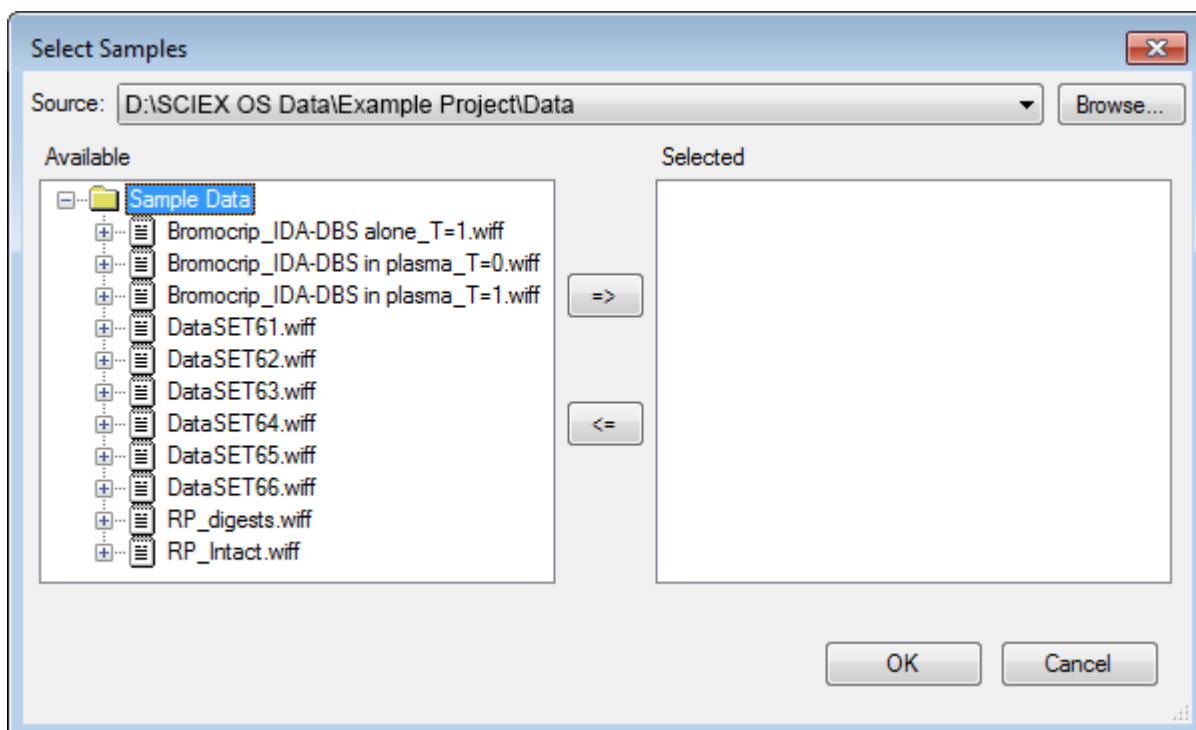 Select Samples
Source: D:\SCIEX OS Data\Example Project\Data Browse...
Available Selected
Sample Data
Bromocrip_IDA-DBS alone_T=1.wiff
Bromocrip_IDA-DBS in plasma_T=0.wiff
Bromocrip_IDA-DBS in plasma_T=1.wiff
DataSET61.wiff
DataSET62.wiff
DataSET63.wiff
DataSET64.wiff
DataSET65.wiff
DataSET66.wiff
RP_digests.wiff
RP_Intact.wiff
=>
<=
OK Cancel